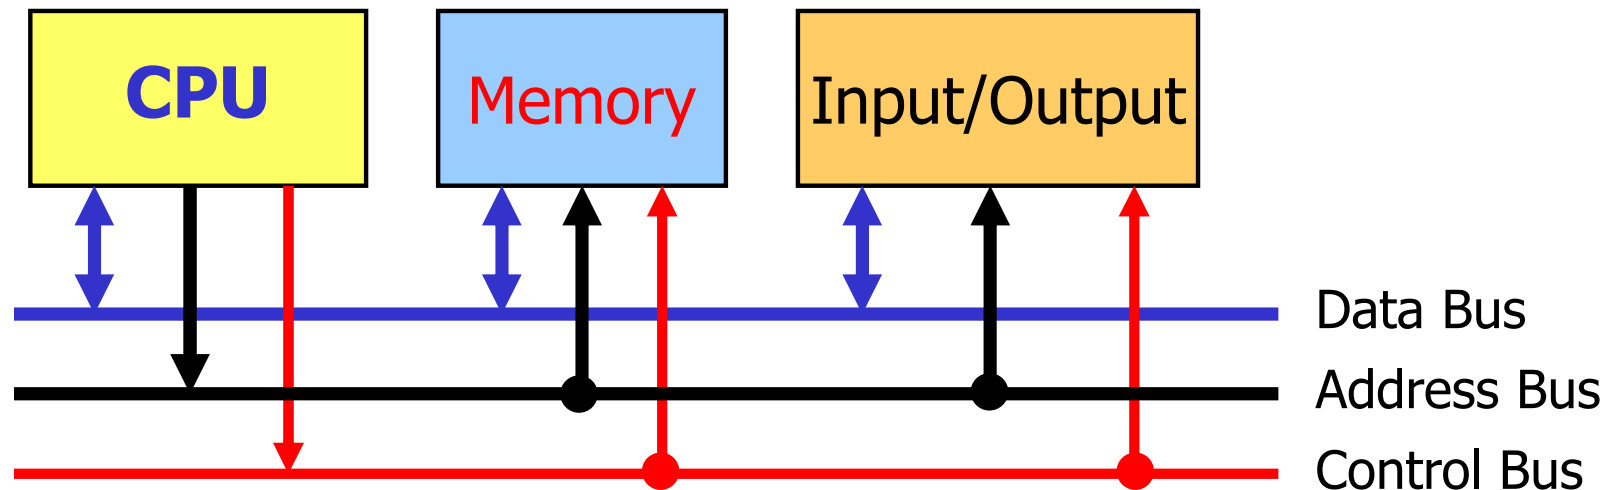 CPU
Memory
Input/Output
Data Bus
Address Bus
Control Bus